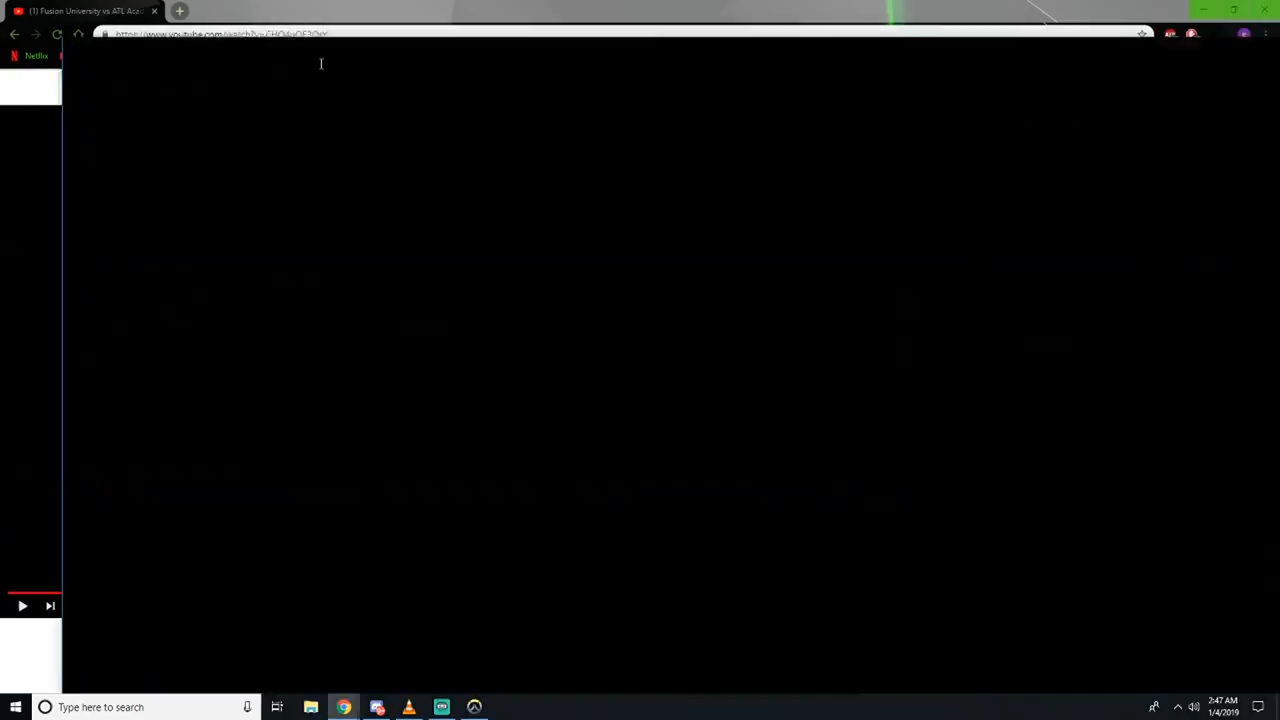 (1) Fusion University vs ATL Acad
Netflix
Type here to search
2:47 AM
1/4/2019